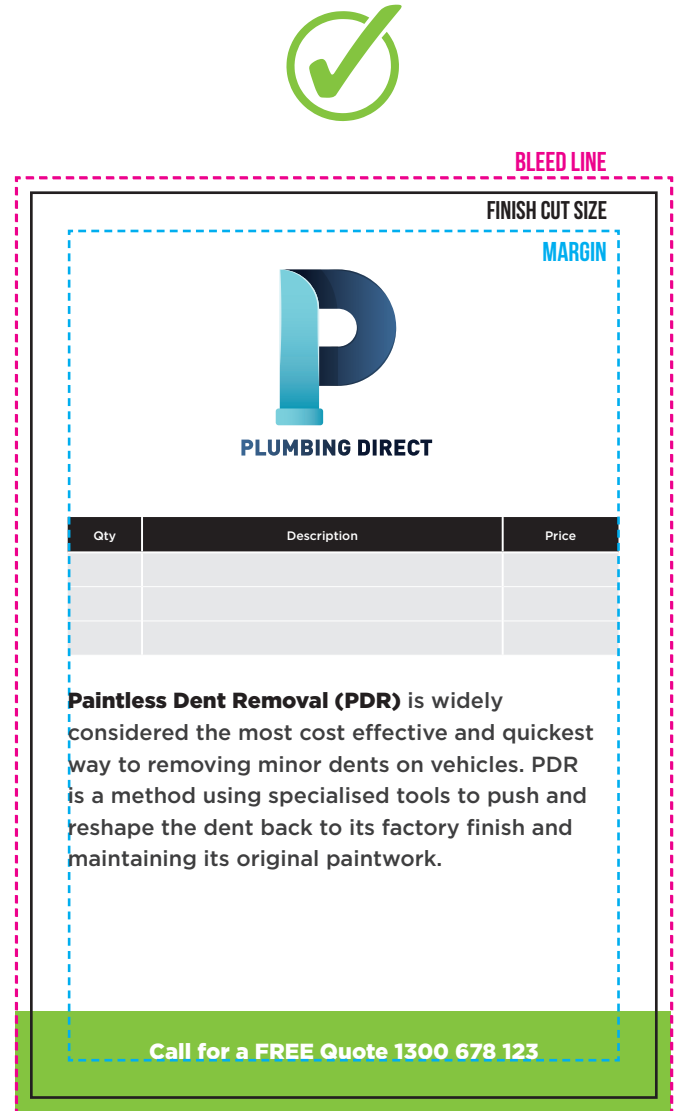 BLEED LINE
FINISH CUT SIZE
MARGIN
PLUMBING DIRECT
Qty Description Price
Paintless Dent Removal (PDR) is widely
considered the most cost effective and quickest
way to removing minor dents on vehicles. PDR
is a method using specialised tools to push and
reshape the dent back to its factory finish and
maintaining its original paintwork.
Call for a FREE Quote 1300 678 123